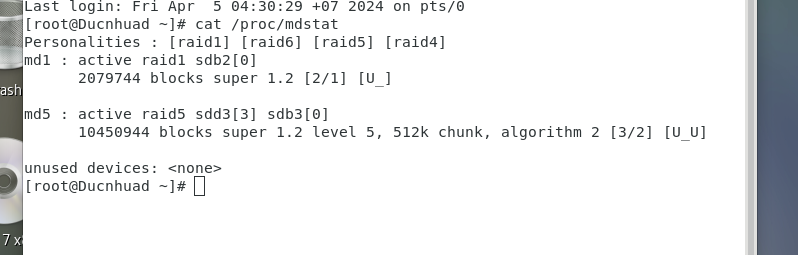 Last login: Fri Apr  5 04:30:29 +07 2024 on pts/0
[root@Ducnhuad ~]# cat /proc/mdstat
Personalities : [raid1] [raid6] [raid5] [raid4]
md1 : active raid1 sdb2[0]
      2079744 blocks super 1.2 [2/1] [U_]
ash
md5 : active raid5 sdd3[3] sdb3[0]
      10450944 blocks super 1.2 level 5, 512k chunk, algorithm 2 [3/2] [U_U]
unused devices: <none>
[root@Ducnhuad ~]#
7 x